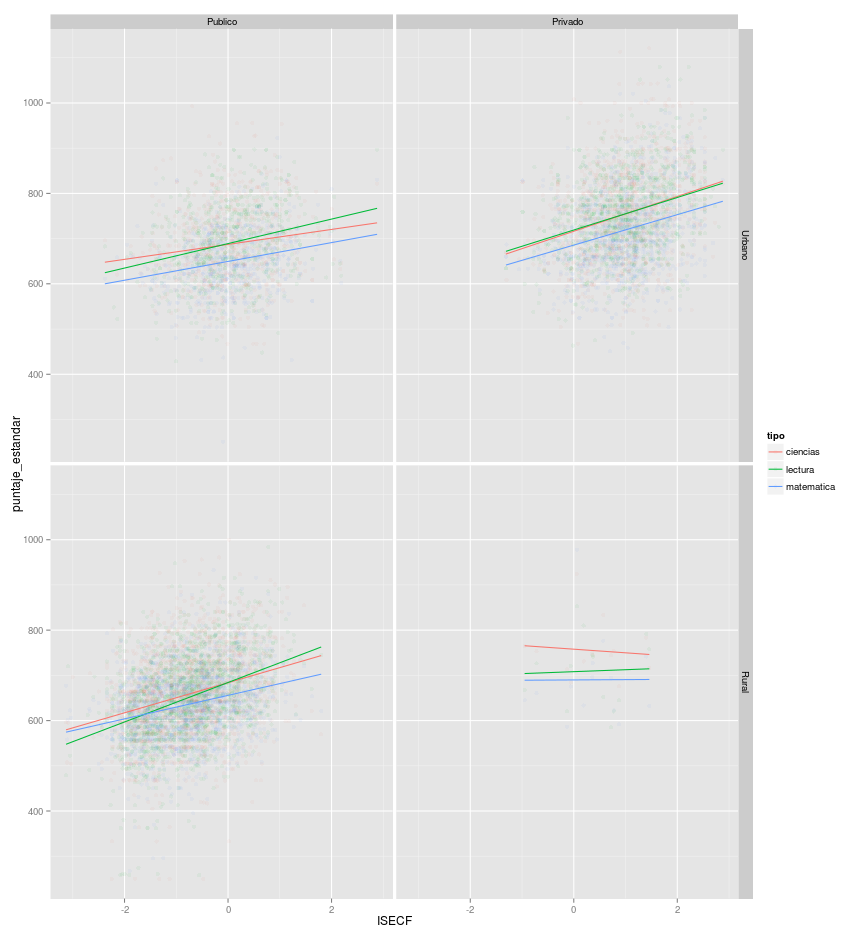 Publico
Privado
1000
800
600
400
Urbano
puntaje_estandar
tipo
ciencias
lectura
matematica
1000
800
600
400
Rural
-2
0
2
-2
0
2
ISECF